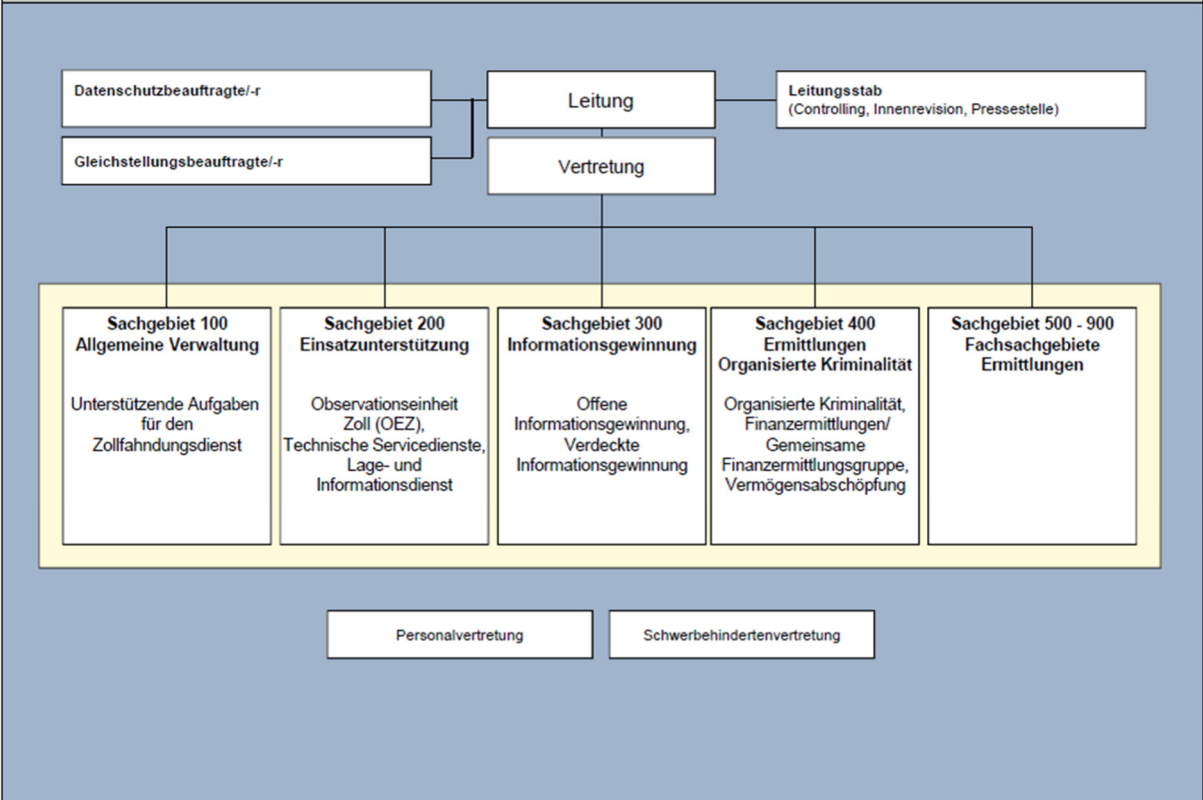 Datenschutzbeauftragte/-r
Leitung
Leitungsstab
(Controlling, Innenrevision, Pressestelle)
Gleichstellungsbeauftragte/-r
Vertretung
Sachgebiet 100
Allgemeine Verwaltung
Unterstützende Aufgaben
für den
Zollfahndungsdienst
Sachgebiet 200
Einsatzunterstützung
Observationseinheit
Zoll (OEZ),
Technische Servicedienste,
Lage- und
Informationsdienst
Sachgebiet 300
Informationsgewinnung
Offene
Informationsgewinnung,
Verdeckte
Informationsgewinnung
Sachgebiet 400
Ermittlungen
Organisierte Kriminalität
Organisierte Kriminalität,
Finanzermittlungen/
Gemeinsame
Finanzermittlungsgruppe,
Vermögensabschöpfung
Sachgebiet 500 - 900
Fachsachgebiete
Ermittlungen
Personalvertretung
Schwerbehindertenvertretung